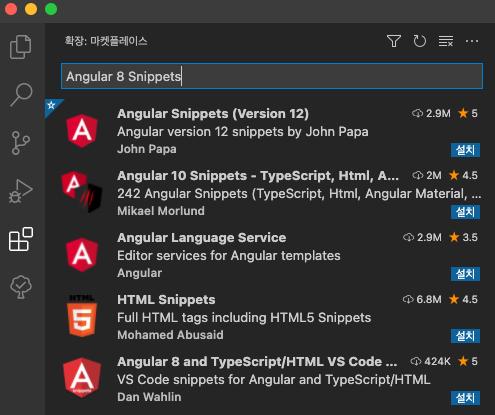 확장: 마켓플레이스
Angular 8 Snippets
Angular Snippets (Version 12) 2.9M 5
Angular version 12 snippets by John Papa
John Papa 설치
Angular 10 Snippets - TypeScript, Html, A... 2M 4.5
242 Angular Snippets (TypeScript, Html, Angular Material, ...
Mikael Morlund 설치
Angular Language Service 2.9M 3.5
Editor services for Angular templates
Angular 설치
HTML Snippets 6.8M 4.5
Full HTML tags including HTML5 Snippets
Mohamed Abusaid 설치
Angular 8 and TypeScript/HTML VS Code ... 424K 5
VS Code snippets for Angular and TypeScript/HTML
Dan Wahlin 설치